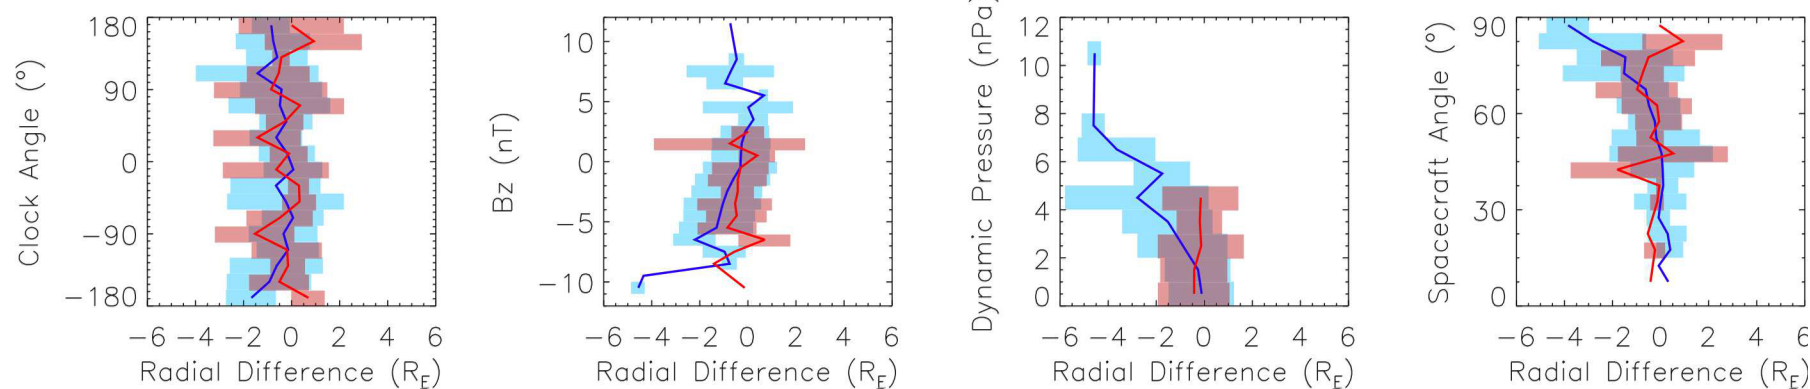 Clock Angle (°)
180
90
0
−90
−180
−6 −4 −2 0 2 4 6
Radial Difference (R_E)
Bz (nT)
10
5
0
−5
−10
−6 −4 −2 0 2 4 6
Radial Difference (R_E)
Dynamic Pressure (nPa)
12
10
8
6
4
2
0
−6 −4 −2 0 2 4 6
Radial Difference (R_E)
Spacecraft Angle (°)
90
60
30
0
−6 −4 −2 0 2 4 6
Radial Difference (R_E)